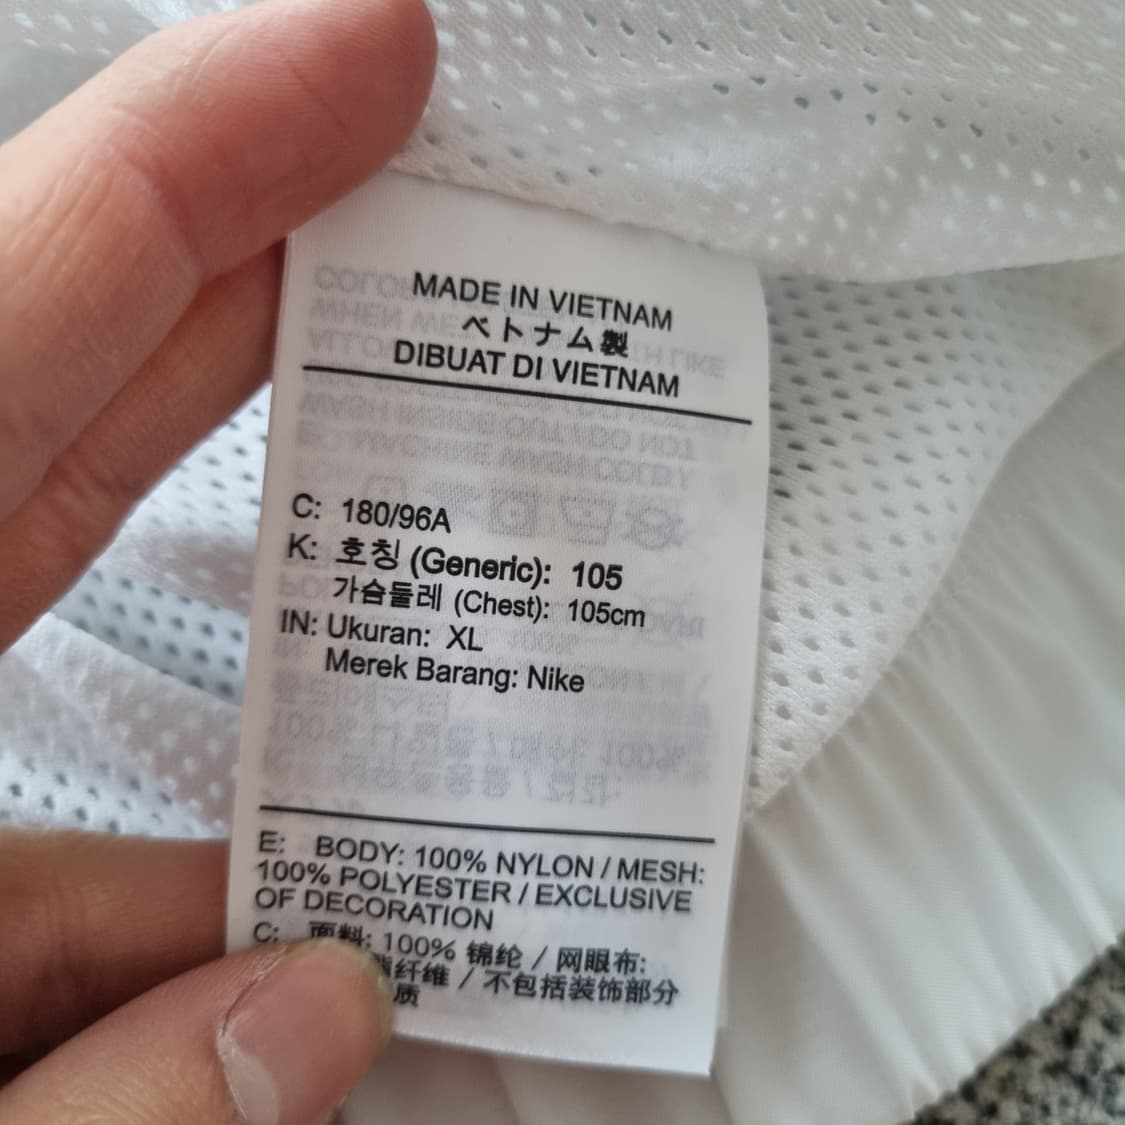 MADE IN VIETNAM
ベトナム製
DIBUAT DI VIETNAM
C: 180/96A
K: 호칭 (Generic): 105
가슴둘레 (Chest): 105cm
IN: Ukuran: XL
Merek Barang: Nike
E: BODY: 100% NYLON / MESH:
100% POLYESTER / EXCLUSIVE
OF DECORATION
C: 面料: 100% 锦纶 / 网眼布:
纤维 / 不包括装饰部分
质